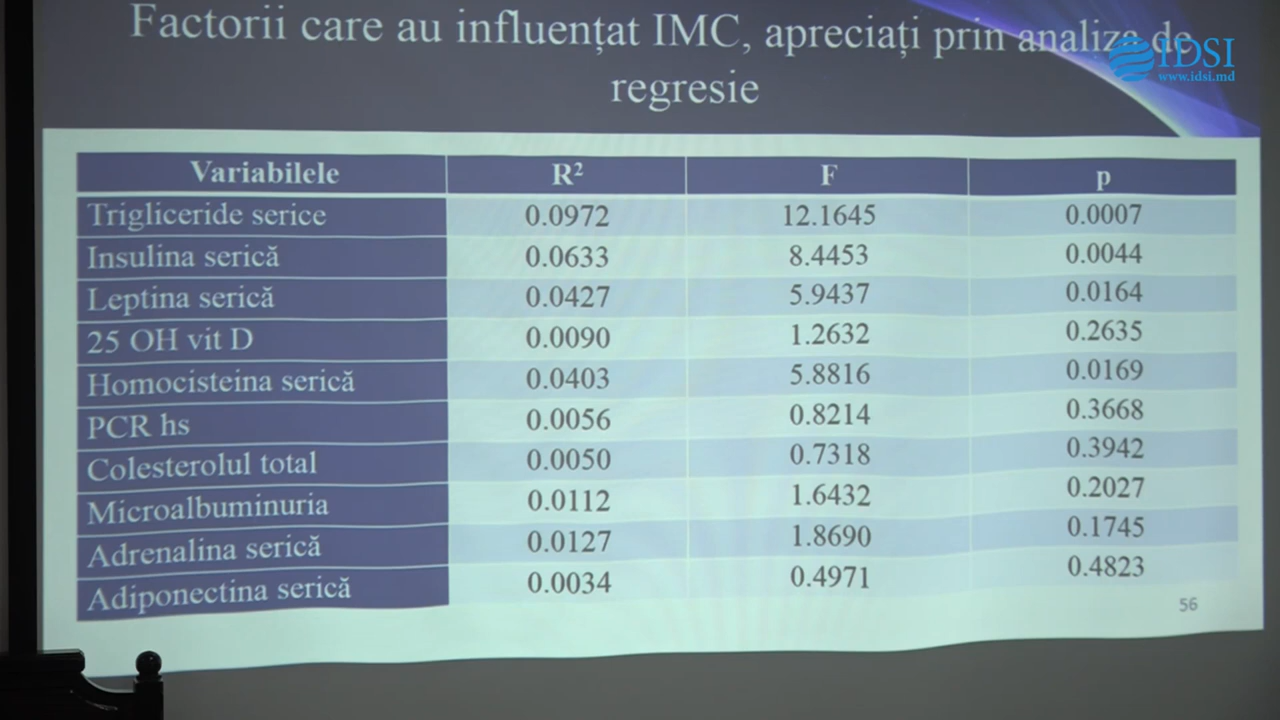 Factorii care au influențat IMC, apreciați prin analiza de
regresie
IDSI
www.idsi.md
Variabilele R² F p
Trigliceride serice 0.0972 12.1645 0.0007
Insulina serică 0.0633 8.4453 0.0044
Leptina serică 0.0427 5.9437 0.0164
25 OH vit D 0.0090 1.2632 0.2635
Homocisteina serică 0.0403 5.8816 0.0169
PCR hs 0.0056 0.8214 0.3668
Colesterolul total 0.0050 0.7318 0.3942
Microalbuminuria 0.0112 1.6432 0.2027
Adrenalina serică 0.0127 1.8690 0.1745
Adiponectina serică 0.0034 0.4971 0.4823
56